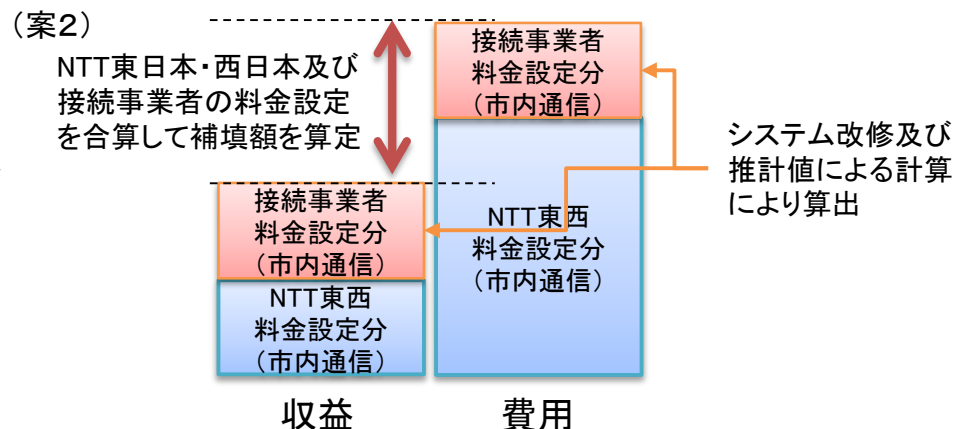 （案2）
NTT東日本・西日本及び
接続事業者の料金設定
を合算して補填額を算定
接続事業者
料金設定分
（市内通信）
NTT東西
料金設定分
（市内通信）
接続事業者
料金設定分
（市内通信）
NTT東西
料金設定分
（市内通信）
システム改修及び
推計値による計算
により算出
収益
費用